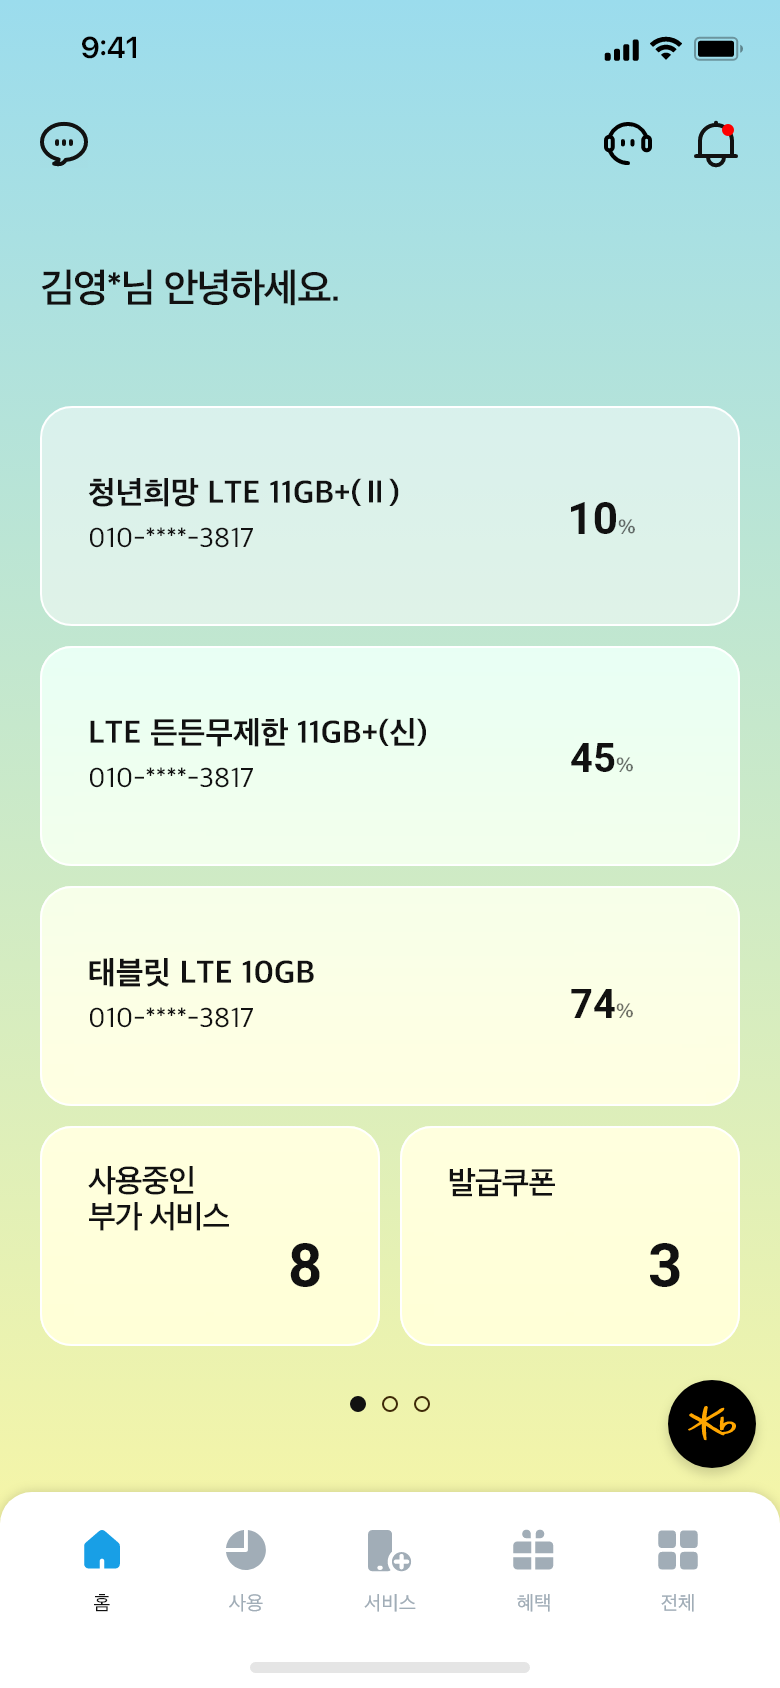 9:41
김영*님 안녕하세요.
청년희망 LTE 11GB+(Ⅱ)
010-****-3817
10%
LTE 든든무제한 11GB+(신)
010-****-3817
45%
태블릿 LTE 10GB
010-****-3817
74%
사용중인
부가 서비스
8
발급쿠폰
3
홈
사용
서비스
혜택
전체